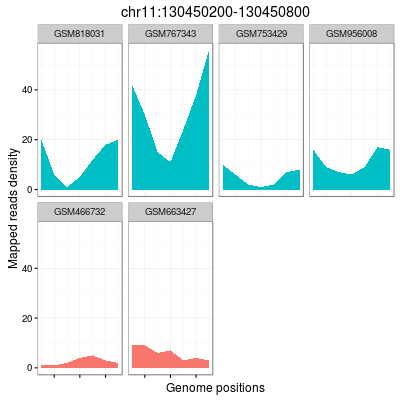 chr11:130450200-130450800
GSM818031 GSM767343 GSM753429 GSM956008
40
20
0
GSM466732 GSM663427
40
20
0
Mapped reads density
Genome positions